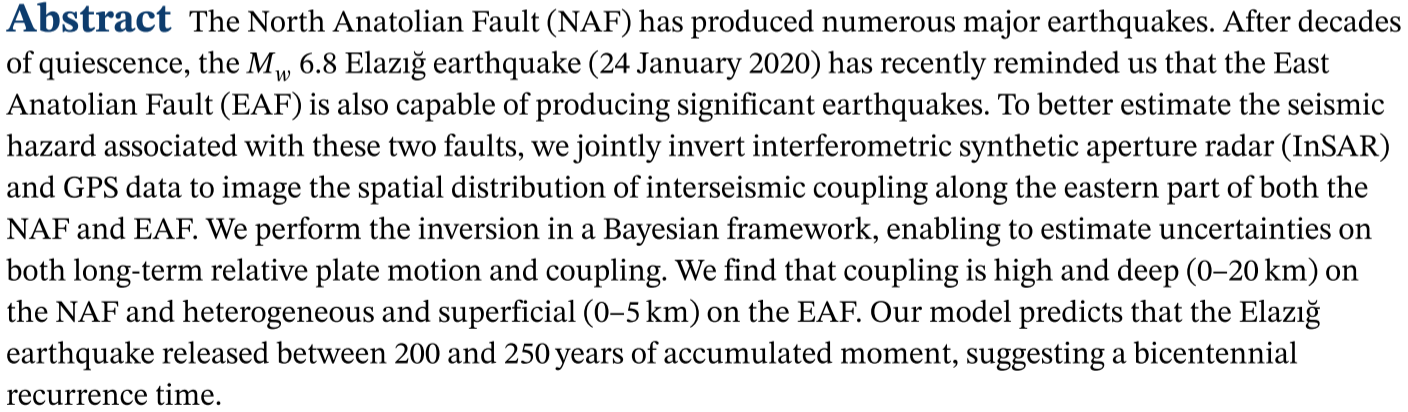 Abstract The North Anatolian Fault (NAF) has produced numerous major earthquakes. After decades
of quiescence, the Mw 6.8 Elazığ earthquake (24 January 2020) has recently reminded us that the East
Anatolian Fault (EAF) is also capable of producing significant earthquakes. To better estimate the seismic
hazard associated with these two faults, we jointly invert interferometric synthetic aperture radar (InSAR)
and GPS data to image the spatial distribution of interseismic coupling along the eastern part of both the
NAF and EAF. We perform the inversion in a Bayesian framework, enabling to estimate uncertainties on
both long-term relative plate motion and coupling. We find that coupling is high and deep (0–20 km) on
the NAF and heterogeneous and superficial (0–5 km) on the EAF. Our model predicts that the Elazığ
earthquake released between 200 and 250 years of accumulated moment, suggesting a bicentennial
recurrence time.